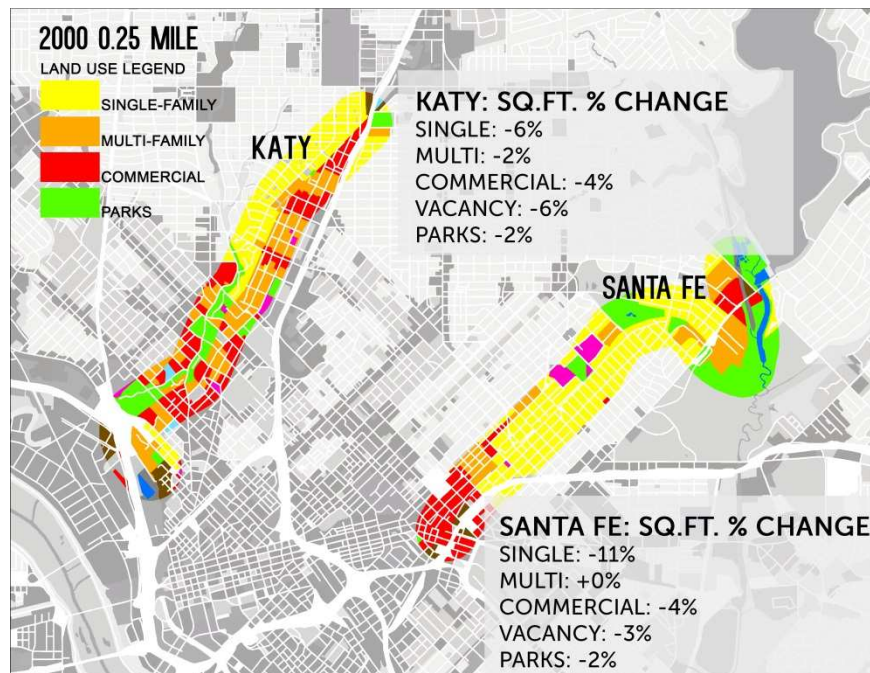 2000 0.25 MILE
LAND USE LEGEND
SINGLE-FAMILY
MULTI-FAMILY
COMMERCIAL
PARKS
KATY
KATY: SQ.FT. % CHANGE
SINGLE: -6%
MULTI: -2%
COMMERCIAL: -4%
VACANCY: -6%
PARKS: -2%
SANTA FE
SANTA FE: SQ.FT. % CHANGE
SINGLE: -11%
MULTI: +0%
COMMERCIAL: -4%
VACANCY: -3%
PARKS: -2%